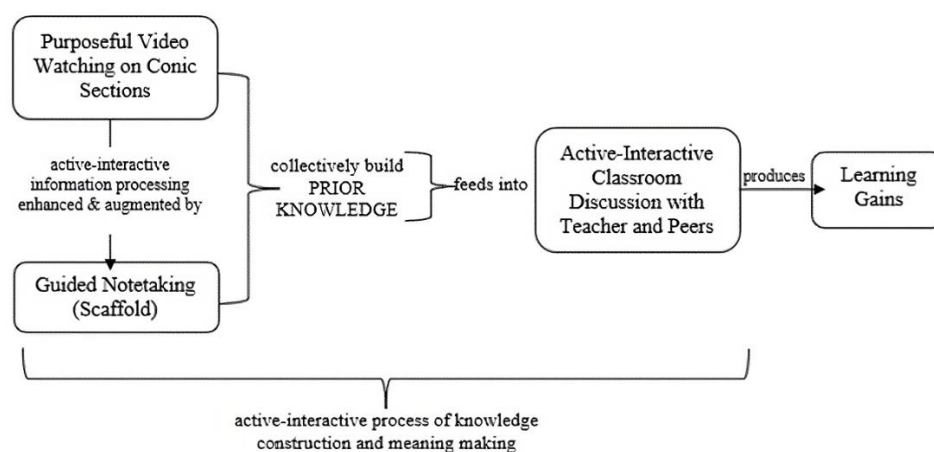 Purposeful Video
Watching on Conic
Sections
active-interactive
information processing
enhanced & augmented by
Guided Notetaking
(Scaffold)
collectively build
PRIOR
KNOWLEDGE
feeds into
Active-Interactive
Classroom
Discussion with
Teacher and Peers
produces
Learning
Gains
active-interactive process of knowledge
construction and meaning making